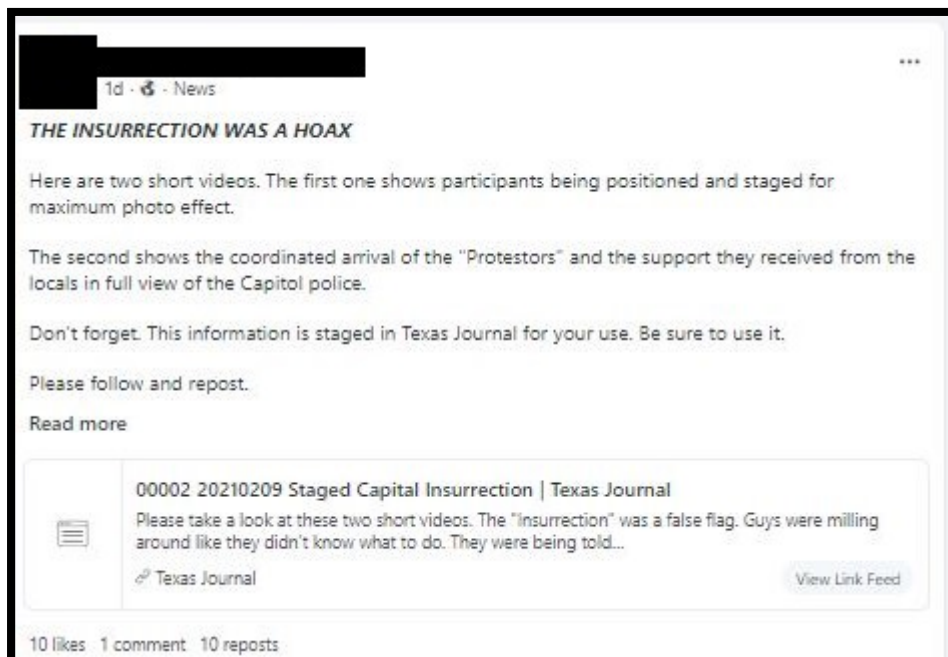 ...
1d · News
THE INSURRECTION WAS A HOAX
Here are two short videos. The first one shows participants being positioned and staged for
maximum photo effect.
The second shows the coordinated arrival of the "Protestors" and the support they received from the
locals in full view of the Capitol police.
Don't forget. This information is staged in Texas Journal for your use. Be sure to use it.
Please follow and repost.
Read more
00002 20210209 Staged Capital Insurrection | Texas Journal
Please take a look at these two short videos. The "Insurrection" was a false flag. Guys were milling
around like they didn't know what to do. They were being told...
Texas Journal
View Link Feed
10 likes 1 comment 10 reposts